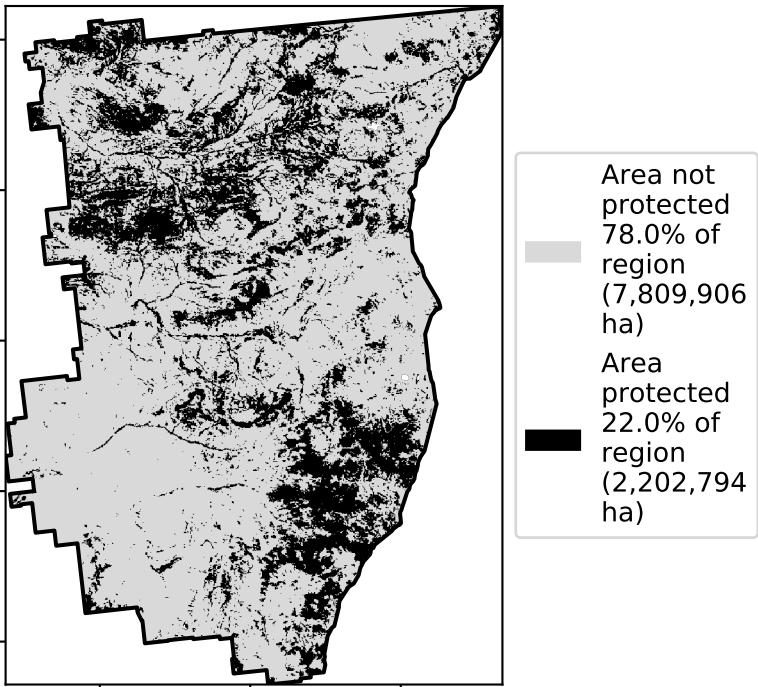 Area not
protected
78.0% of
region
(7,809,906
ha)
Area
protected
22.0% of
region
(2,202,794
ha)